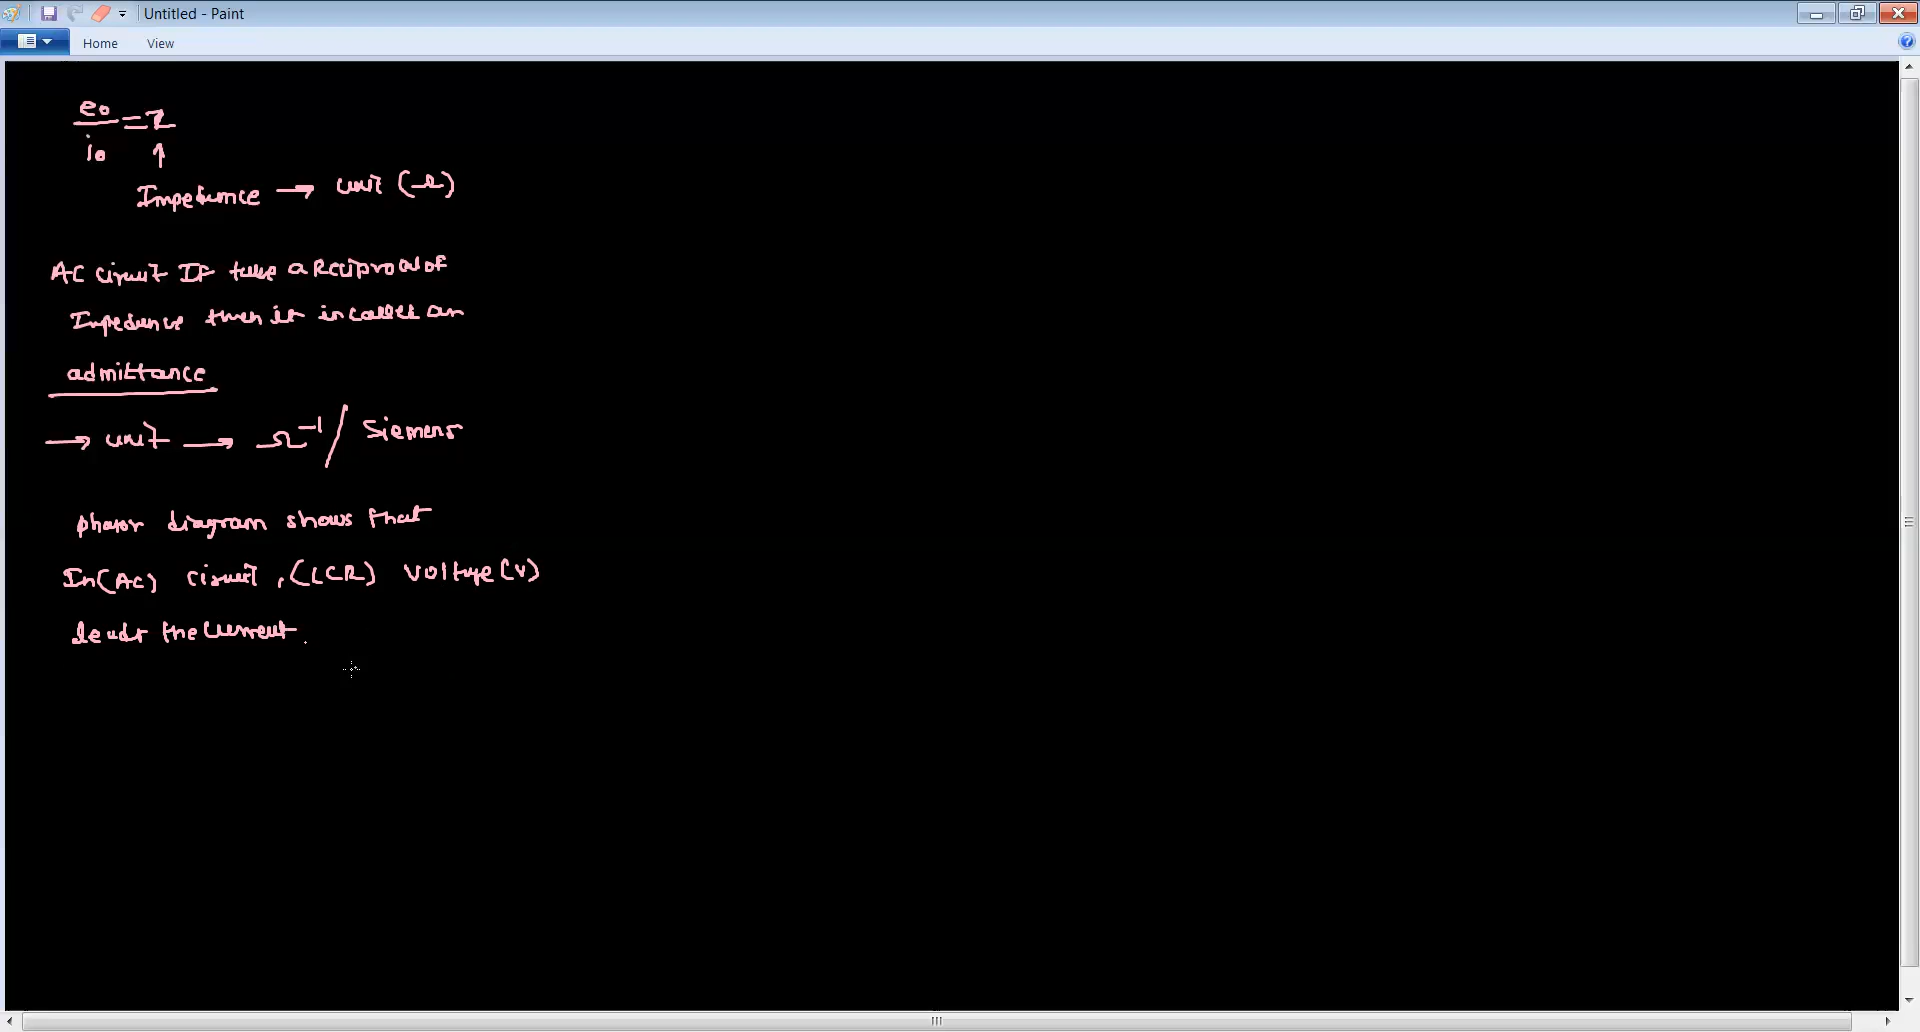 Untitled - Paint
Home View
e₀/i₀ = Z
↑
Impedance → unit (Ω)
AC circuit If take a Reciprocal of
Impedance then it is called an
admittance
→ unit → Ω⁻¹ / Siemens
phasor diagram shows that
In (AC) circuit, (LCR) voltage (V)
leads the current.